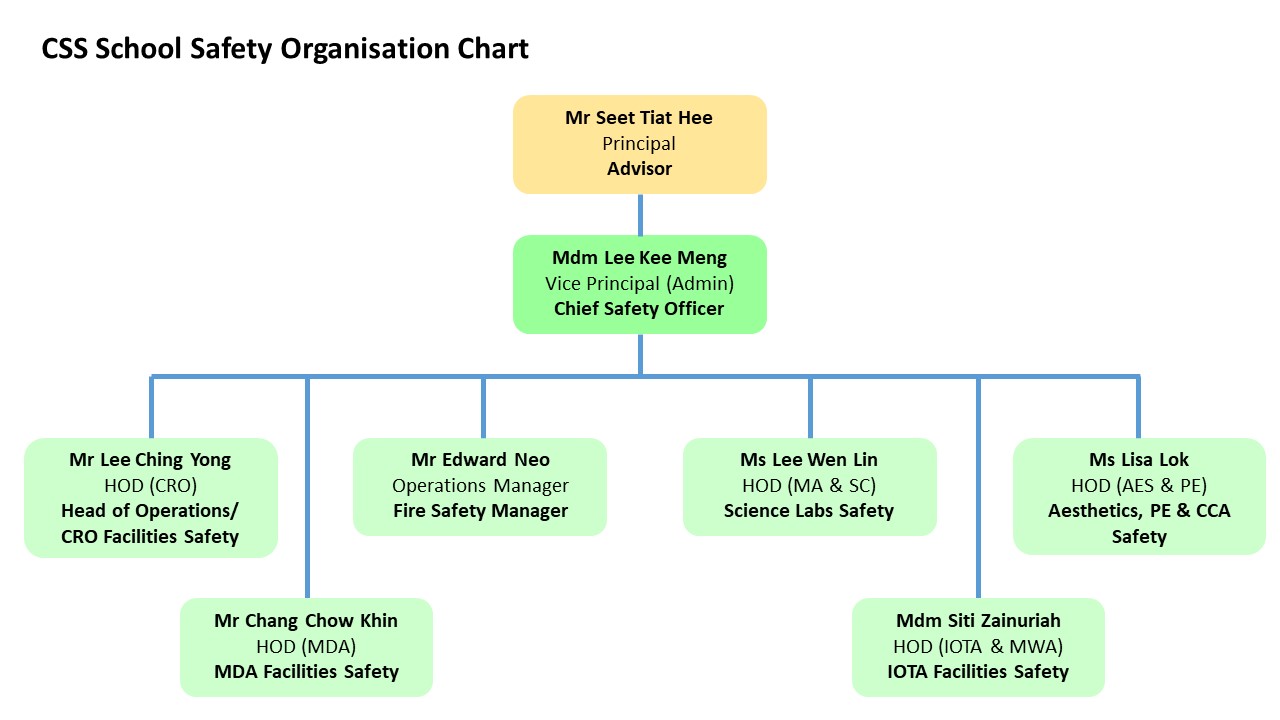 CSS School Safety Organisation Chart
Mr Seet Tiat Hee
Principal
Advisor
Mdm Lee Kee Meng
Vice Principal (Admin)
Chief Safety Officer
Mr Lee Ching Yong
HOD (CRO)
Head of Operations/
CRO Facilities Safety
Mr Edward Neo
Operations Manager
Fire Safety Manager
Ms Lee Wen Lin
HOD (MA & SC)
Science Labs Safety
Ms Lisa Lok
HOD (AES & PE)
Aesthetics, PE & CCA
Safety
Mr Chang Chow Khin
HOD (MDA)
MDA Facilities Safety
Mdm Siti Zainuriah
HOD (IOTA & MWA)
IOTA Facilities Safety